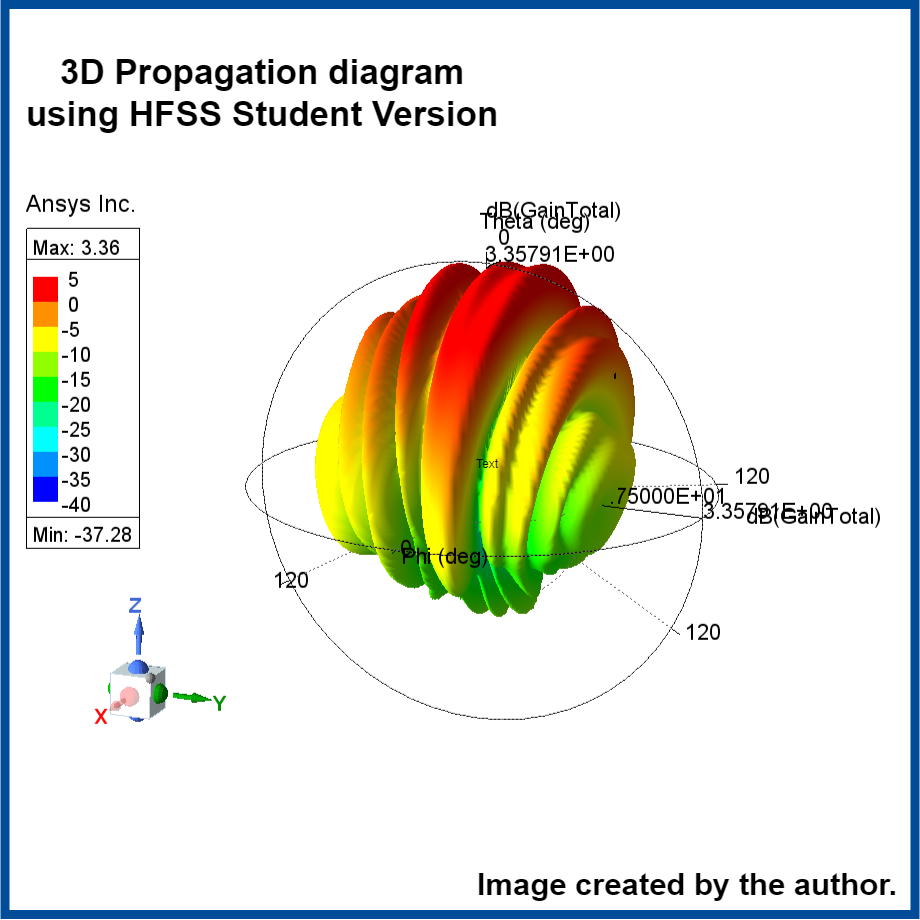 3D Propagation diagram
using HFSS Student Version
Ansys Inc.
Max: 3.36
5
0
-5
-10
-15
-20
-25
-30
-35
-40
Min: -37.28
dB(GainTotal)
Theta (deg)
0
3.35791E+00
Text
120
.75000E+01
3.35791E+00
dB(GainTotal)
0
Phi (deg)
120
120
Z
Y
X
Image created by the author.